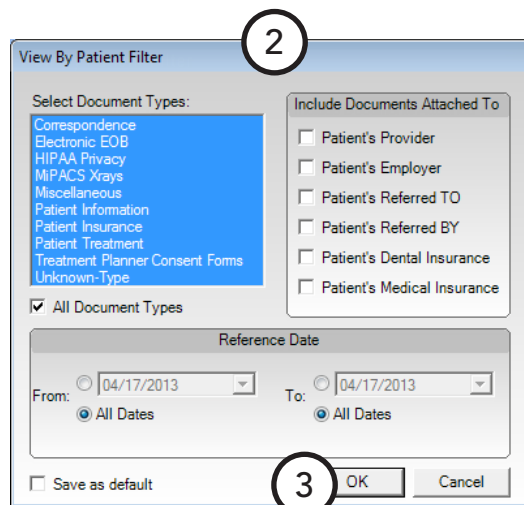 2
View By Patient Filter
Select Document Types:
Correspondence
Electronic EOB
HIPAA Privacy
MiPACS Xrays
Miscellaneous
Patient Information
Patient Insurance
Patient Treatment
Treatment Planner Consent Forms
Unknown-Type
All Document Types
Include Documents Attached To
Patient's Provider
Patient's Employer
Patient's Referred TO
Patient's Referred BY
Patient's Dental Insurance
Patient's Medical Insurance
Reference Date
From: 04/17/2013
All Dates
To: 04/17/2013
All Dates
Save as default
3
OK
Cancel